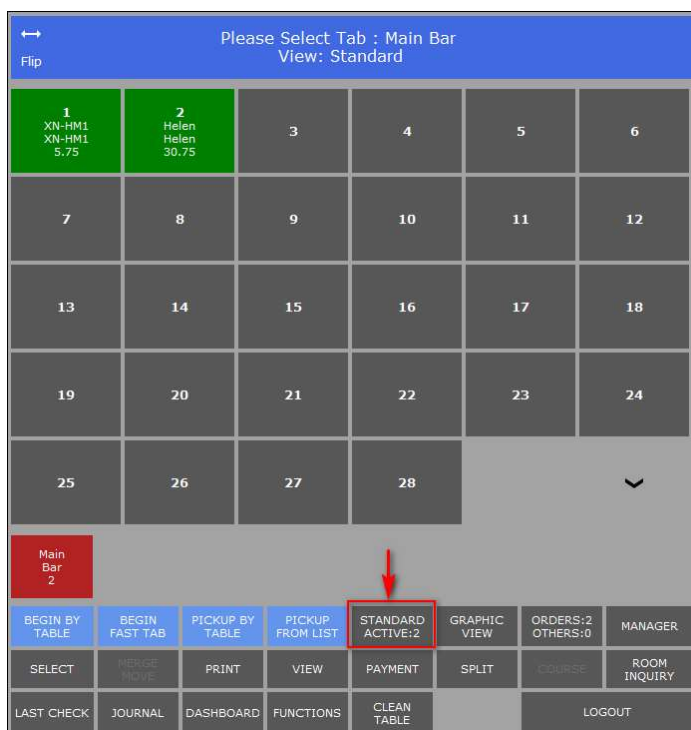 Please Select Tab : Main Bar
Flip
View: Standard
1
XN-HM1
XN-HM1
5.75
2
Helen
Helen
30.75
3
4
5
6
7
8
9
10
11
12
13
14
15
16
17
18
19
20
21
22
23
24
25
26
27
28
Main
Bar
2
BEGIN BY
TABLE
BEGIN
FAST TAB
PICKUP BY
TABLE
PICKUP
FROM LIST
STANDARD
ACTIVE:2
GRAPHIC
VIEW
ORDERS:2
OTHERS:0
MANAGER
SELECT
MERGE
MOVE
PRINT
VIEW
PAYMENT
SPLIT
COURSE
ROOM
INQUIRY
LAST CHECK
JOURNAL
DASHBOARD
FUNCTIONS
CLEAN
TABLE
LOGOUT